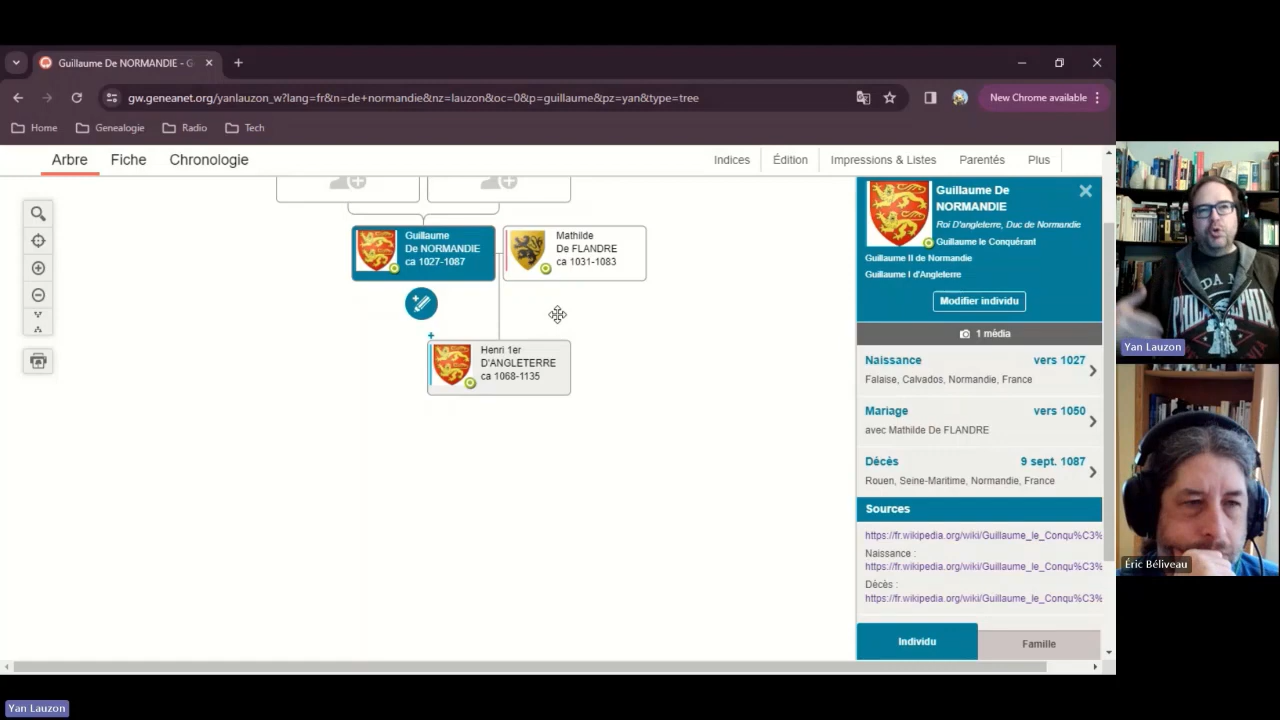 Guillaume De NORMANDIE - G
gw.geneanet.org/yanlauzon_w?lang=fr&n=de+normandie&nz=lauzon&oc=0&p=guillaume&pz=yan&type=tree
New Chrome available
Home
Genealogie
Radio
Tech
Arbre
Fiche
Chronologie
Indices
Édition
Impressions & Listes
Parentés
Plus
Guillaume
De NORMANDIE
ca 1027-1087
Mathilde
De FLANDRE
ca 1031-1083
Henri 1er
D'ANGLETERRE
ca 1068-1135
Guillaume De
NORMANDIE
Roi D'angleterre, Duc de Normandie
Guillaume le Conquérant
Guillaume II de Normandie
Guillaume I d'Angleterre
Modifier individu
1 média
Naissance
vers 1027
Falaise, Calvados, Normandie, France
Mariage
vers 1050
avec Mathilde De FLANDRE
Décès
9 sept. 1087
Rouen, Seine-Maritime, Normandie, France
Sources
https://fr.wikipedia.org/wiki/Guillaume_le_Conqu%C3%
Naissance :
https://fr.wikipedia.org/wiki/Guillaume_le_Conqu%C3%
Décès :
https://fr.wikipedia.org/wiki/Guillaume_le_Conqu%C3%
Individu
Famille
Yan Lauzon
PHILADELPHIA
Éric Béliveau
Yan Lauzon